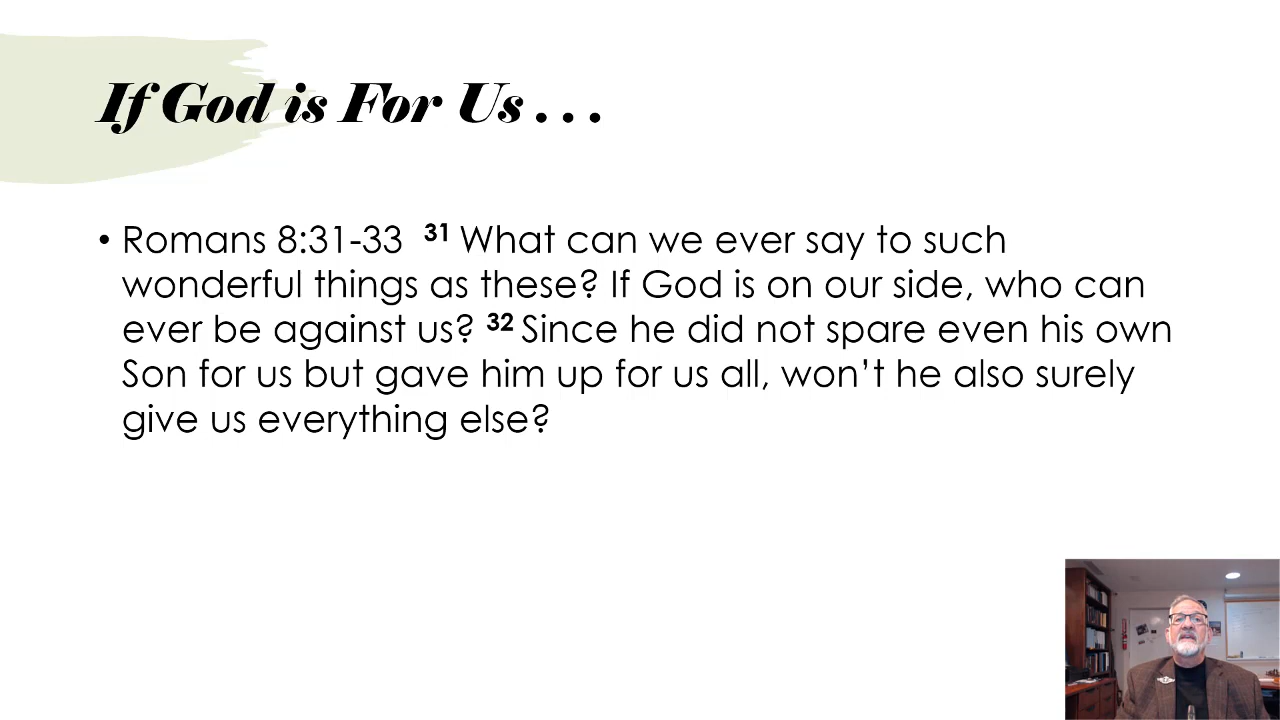 If God is For Us . . .
• Romans 8:31-33 31 What can we ever say to such
wonderful things as these? If God is on our side, who can
ever be against us? 32 Since he did not spare even his own
Son for us but gave him up for us all, won’t he also surely
give us everything else?